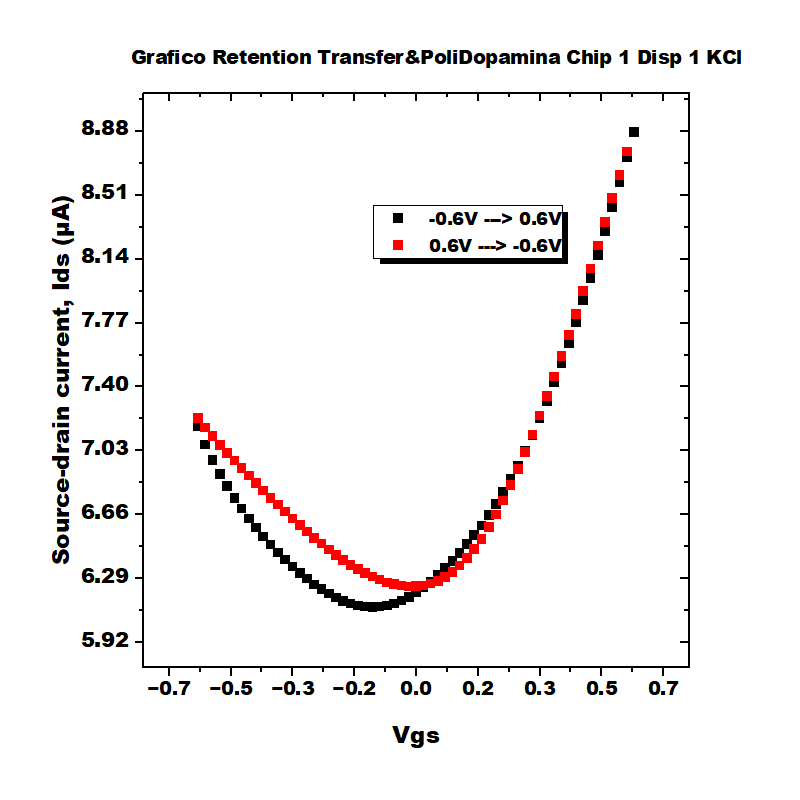 Grafico Retention Transfer&PoliDopamina Chip 1 Disp 1 KCl
8.88
8.51
8.14
7.77
7.40
7.03
6.66
6.29
5.92
Source-drain current, Ids (µA)
-0.6V ---> 0.6V
0.6V ---> -0.6V
−0.7 −0.5 −0.3 −0.2 0.0 0.2 0.3 0.5 0.7
Vgs